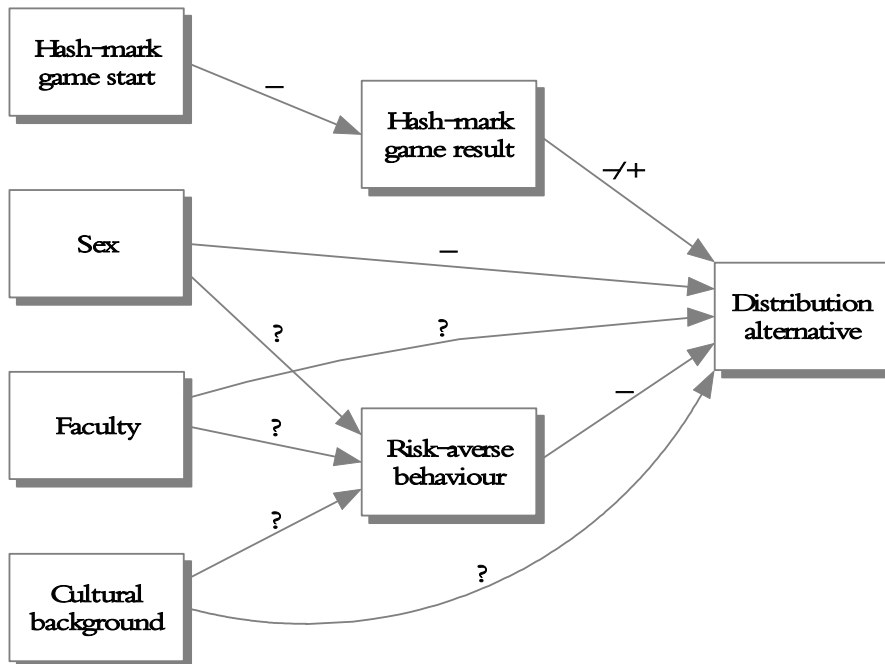 Hash-mark
game start
–
Hash-mark
game result
–/+
Sex
–
?
Distribution
alternative
?
Faculty
?
–
Risk-averse
behaviour
?
?
Cultural
background